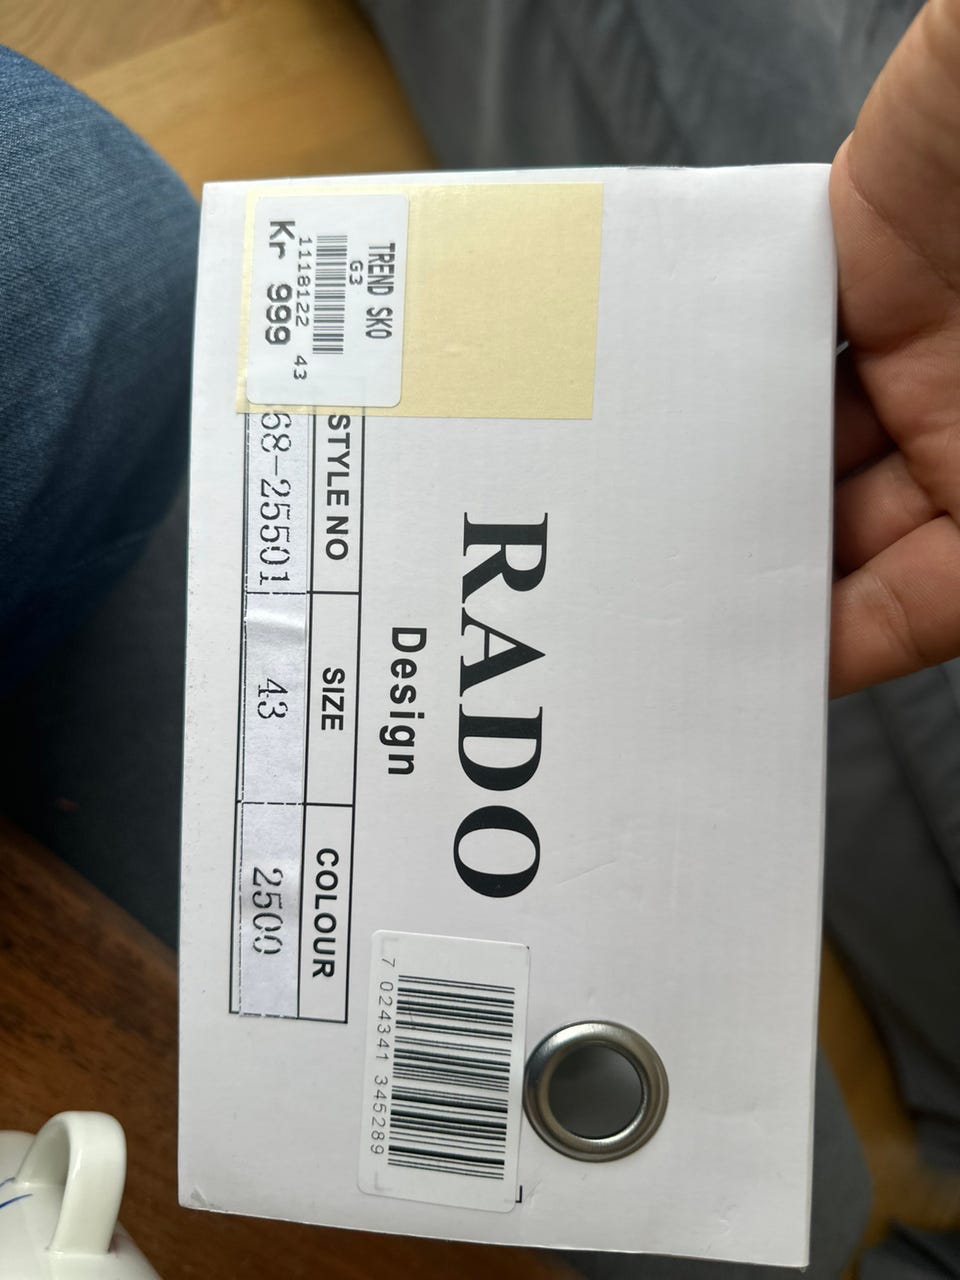 TREND SKO
G3
1118122 43
Kr 999
RADO
Design
STYLE NO SIZE COLOUR
68-25501 43 2500
7 024341 345289